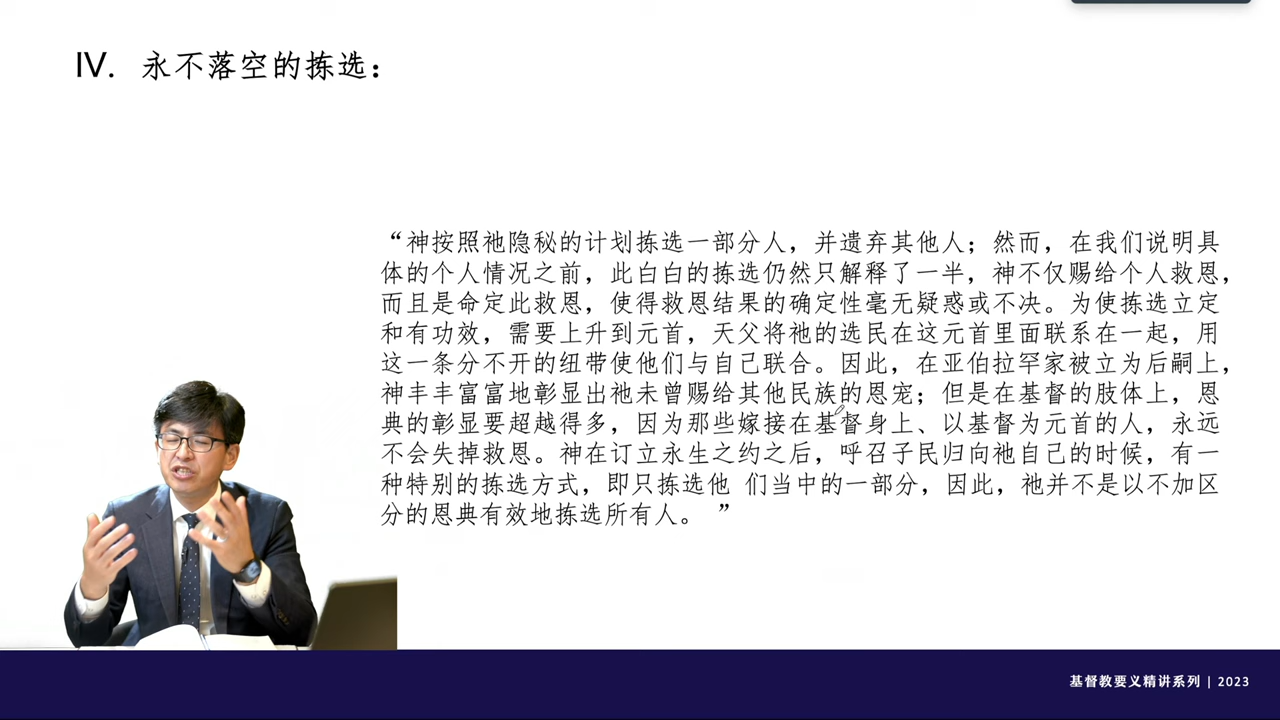 IV. 永不落空的拣选：
“神按照祂隐秘的计划拣选一部分人，并遗弃其他人；然而，在我们说明具
体的个人情况之前，此白白的拣选仍然只解释了一半，神不仅赐给个人救恩，
而且是命定此救恩，使得救恩结果的确定性毫无疑惑或不决。为使拣选立定
和有功效，需要上升到元首，天父将祂的选民在这元首里面联系在一起，用
这一条分不开的纽带使他们与自己联合。因此，在亚伯拉罕家被立为后嗣上，
神丰丰富富地彰显出祂未曾赐给其他民族的恩宠；但是在基督的肢体上，恩
典的彰显要超越得多，因为那些嫁接在基督身上、以基督为元首的人，永远
不会失掉救恩。神在订立永生之约之后，呼召子民归向祂自己的时候，有一
种特别的拣选方式，即只拣选他 们当中的一部分，因此，祂并不是以不加区
分的恩典有效地拣选所有人。 ”
基督教要义精讲系列 | 2023